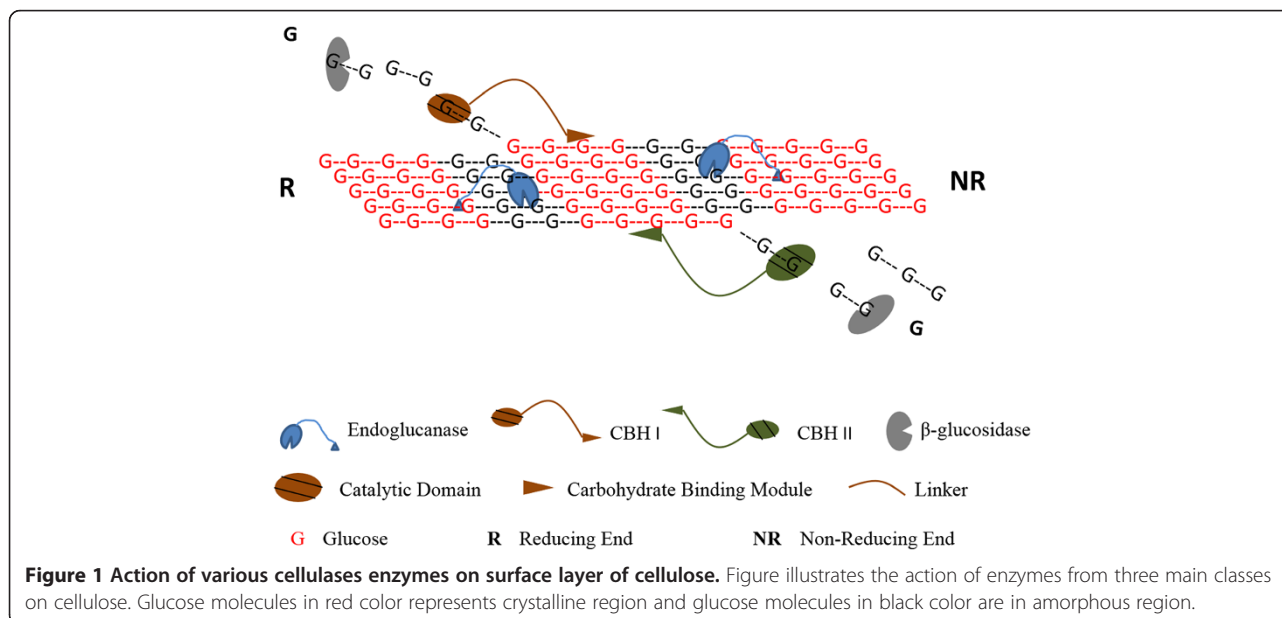 G
G---G G---G
G---G---
G---G---G---G---G---G---G---G---G---G---G
R
NR
G---G---G
G---G
G---G
G
Endoglucanase CBH I CBH II β-glucosidase
Catalytic Domain Carbohydrate Binding Module Linker
G Glucose R Reducing End NR Non-Reducing End
Figure 1 Action of various cellulases enzymes on surface layer of cellulose. Figure illustrates the action of enzymes from three main classes
on cellulose. Glucose molecules in red color represents crystalline region and glucose molecules in black color are in amorphous region.